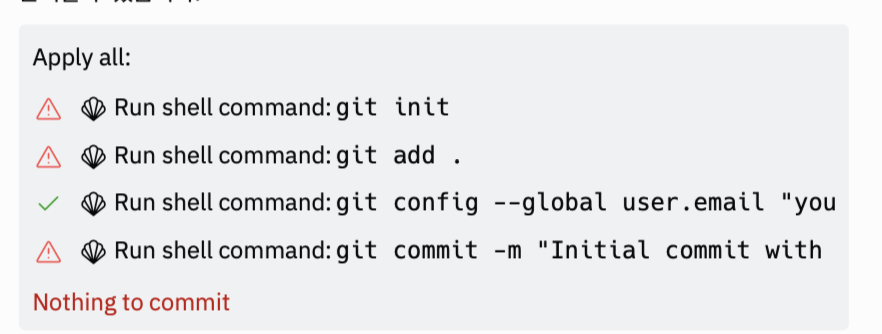 Apply all:
Run shell command: git init
Run shell command: git add .
Run shell command: git config --global user.email "you
Run shell command: git commit -m "Initial commit with
Nothing to commit